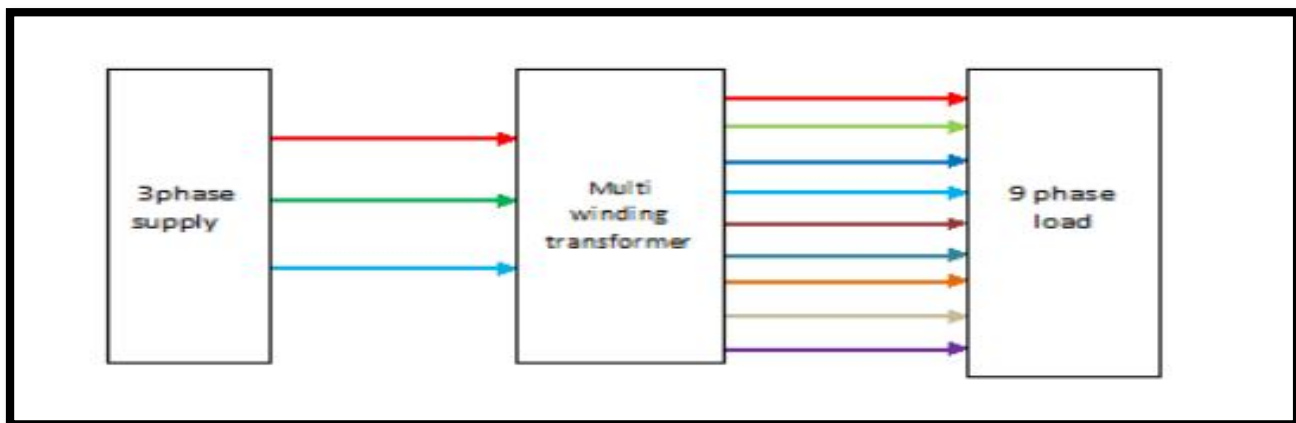 3phase
supply
Multi
winding
transformer
9 phase
load